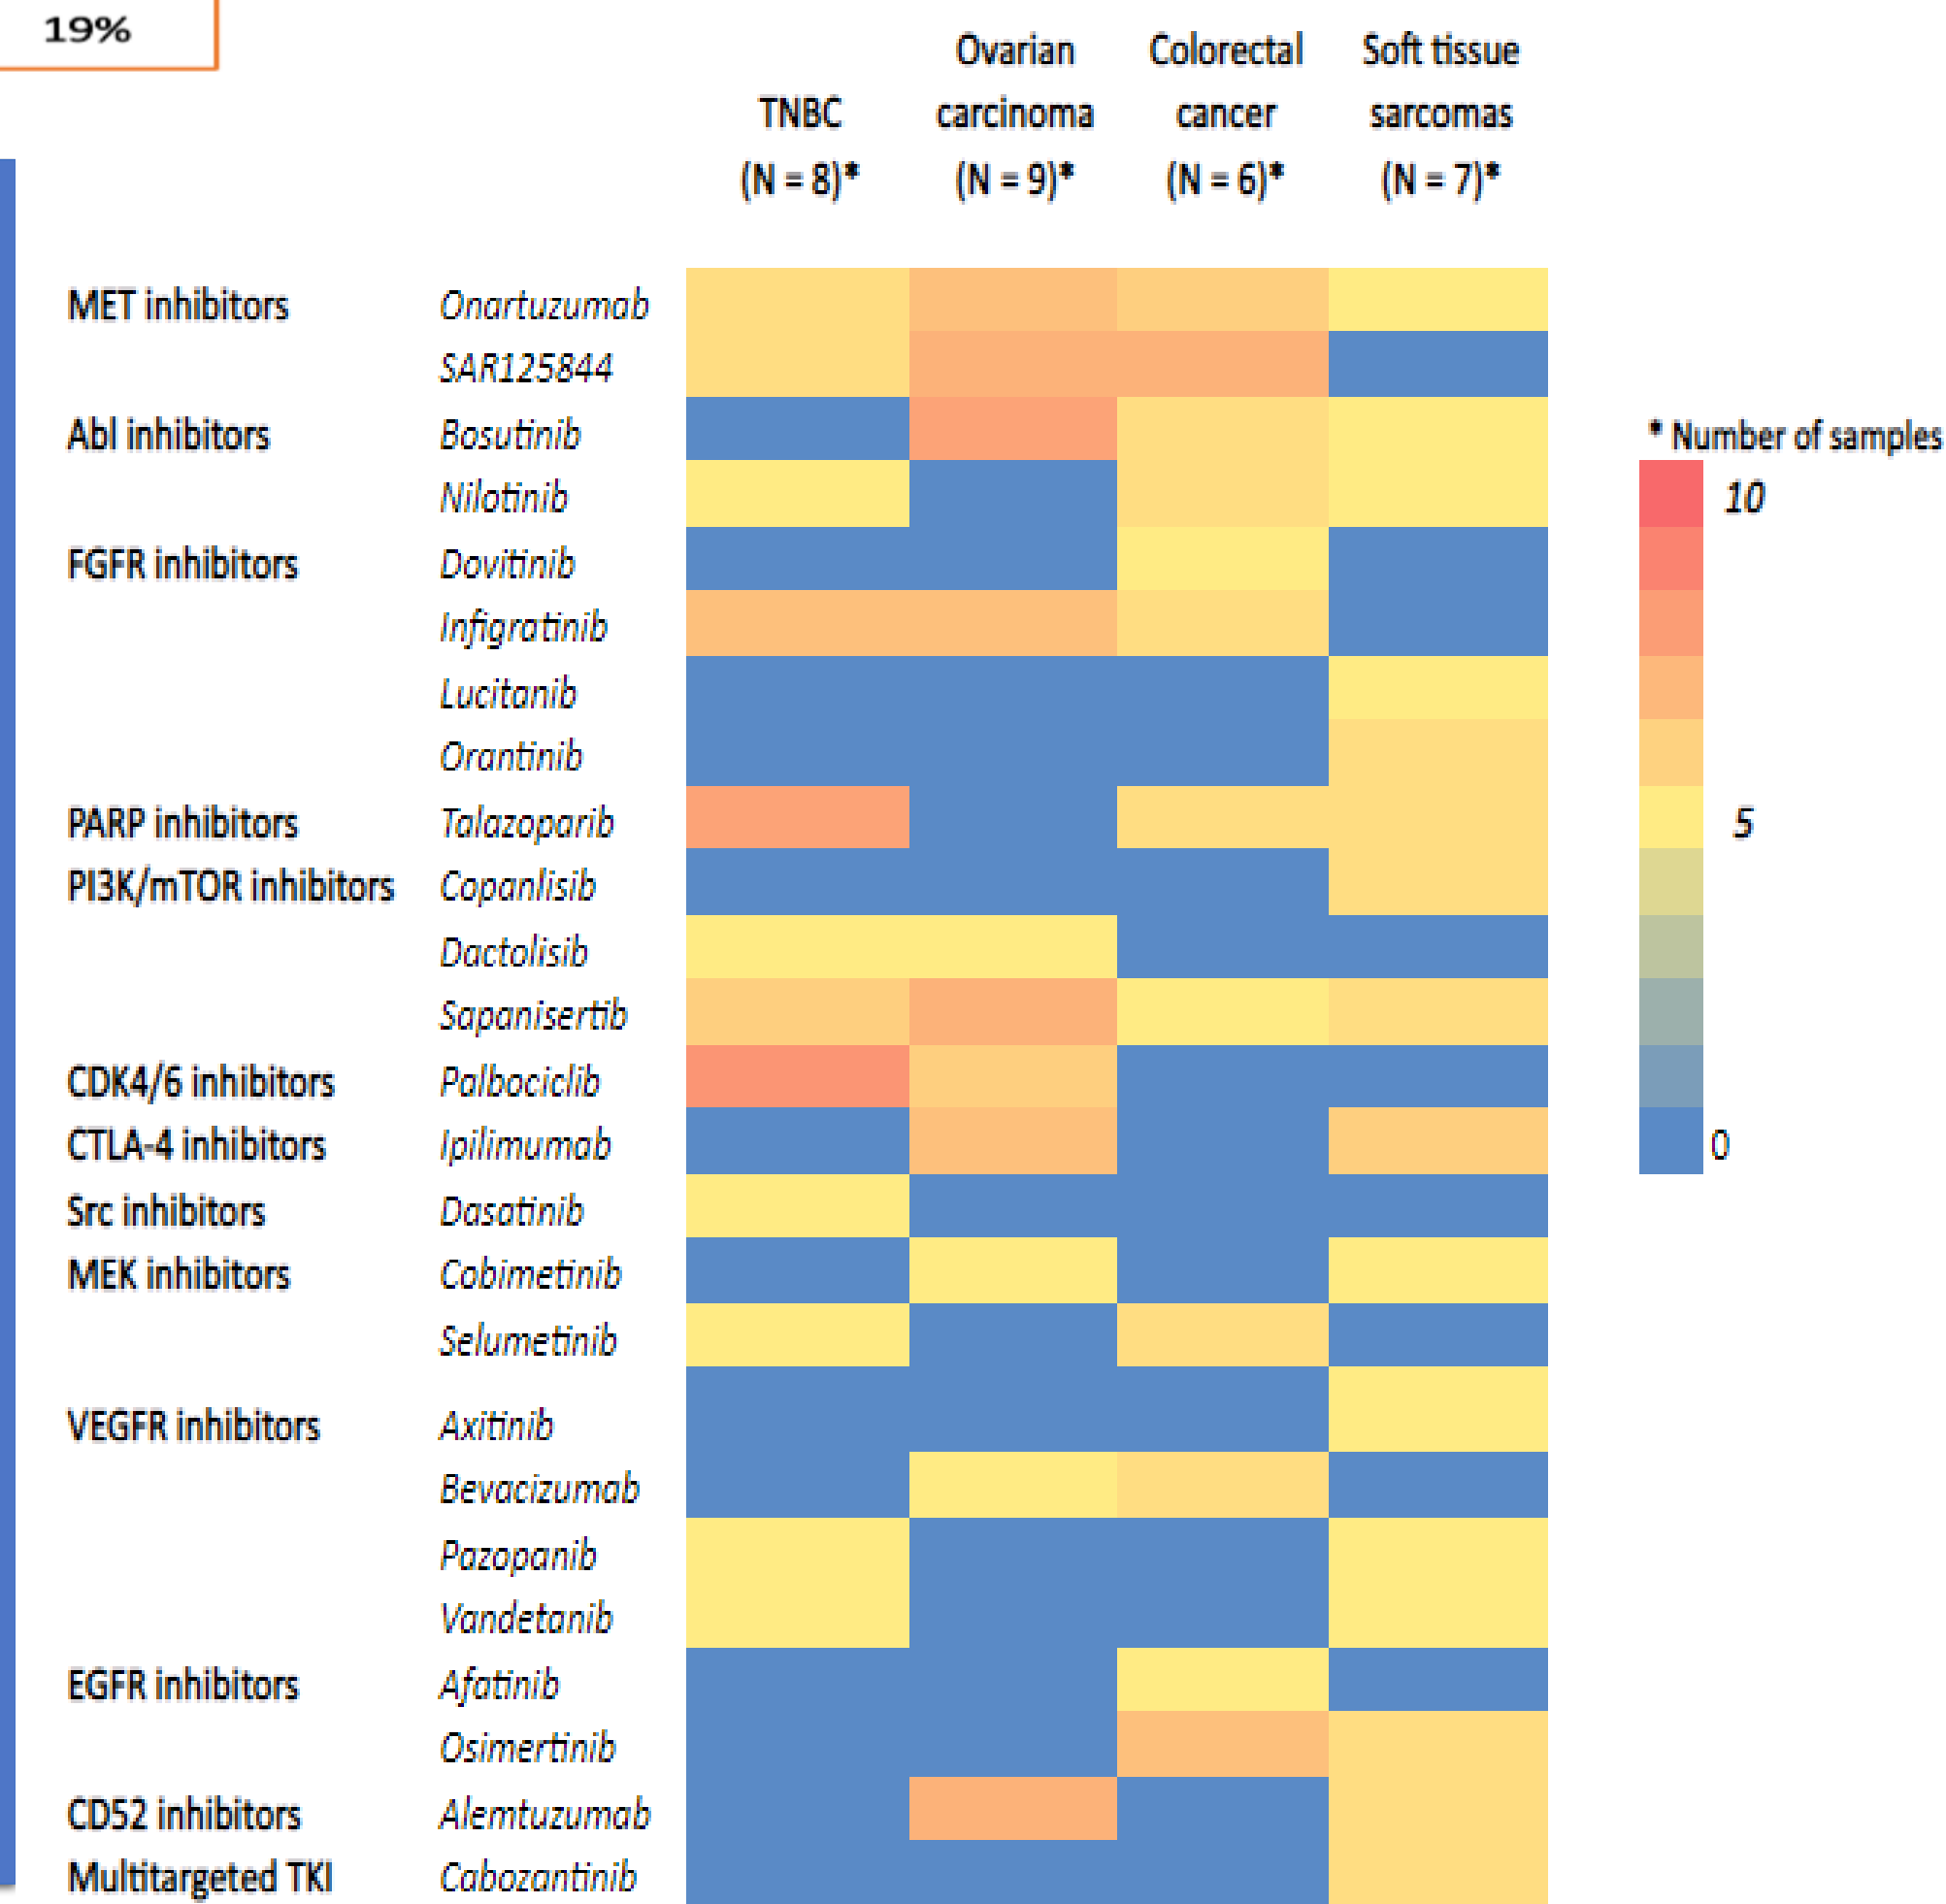 19%
Ovarian Colorectal Soft tissue
TNBC carcinoma cancer sarcomas
(N = 8)* (N = 9)* (N = 6)* (N = 7)*
MET inhibitors Onartuzumab
SAR125844
Abl inhibitors Bosutinib
* Number of samples
Nilotinib
10
FGFR inhibitors Dovitinib
Infigratinib
Lucitanib
Orantinib
PARP inhibitors Talazoparib
5
PI3K/mTOR inhibitors Copanlisib
Dactolisib
Sapanisertib
CDK4/6 inhibitors Palbociclib
CTLA-4 inhibitors Ipilimumab
0
Src inhibitors Dasatinib
MEK inhibitors Cobimetinib
Selumetinib
VEGFR inhibitors Axitinib
Bevacizumab
Pazopanib
Vandetanib
EGFR inhibitors Afatinib
Osimertinib
CD52 inhibitors Alemtuzumab
Multitargeted TKI Cabozantinib